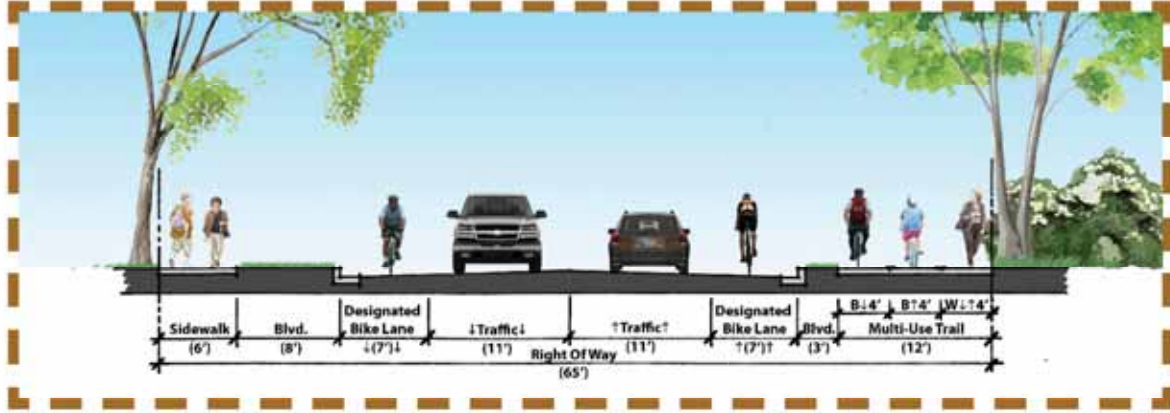 B↓4' B↑4' W↓↑4'
Sidewalk
(6')
Blvd.
(8')
Designated
Bike Lane
↓(7')↓
↓Traffic↓
(11')
↑Traffic↑
(11')
Designated
Bike Lane
↑(7')↑
Blvd.
(3')
Multi-Use Trail
(12')
Right Of Way
(65')